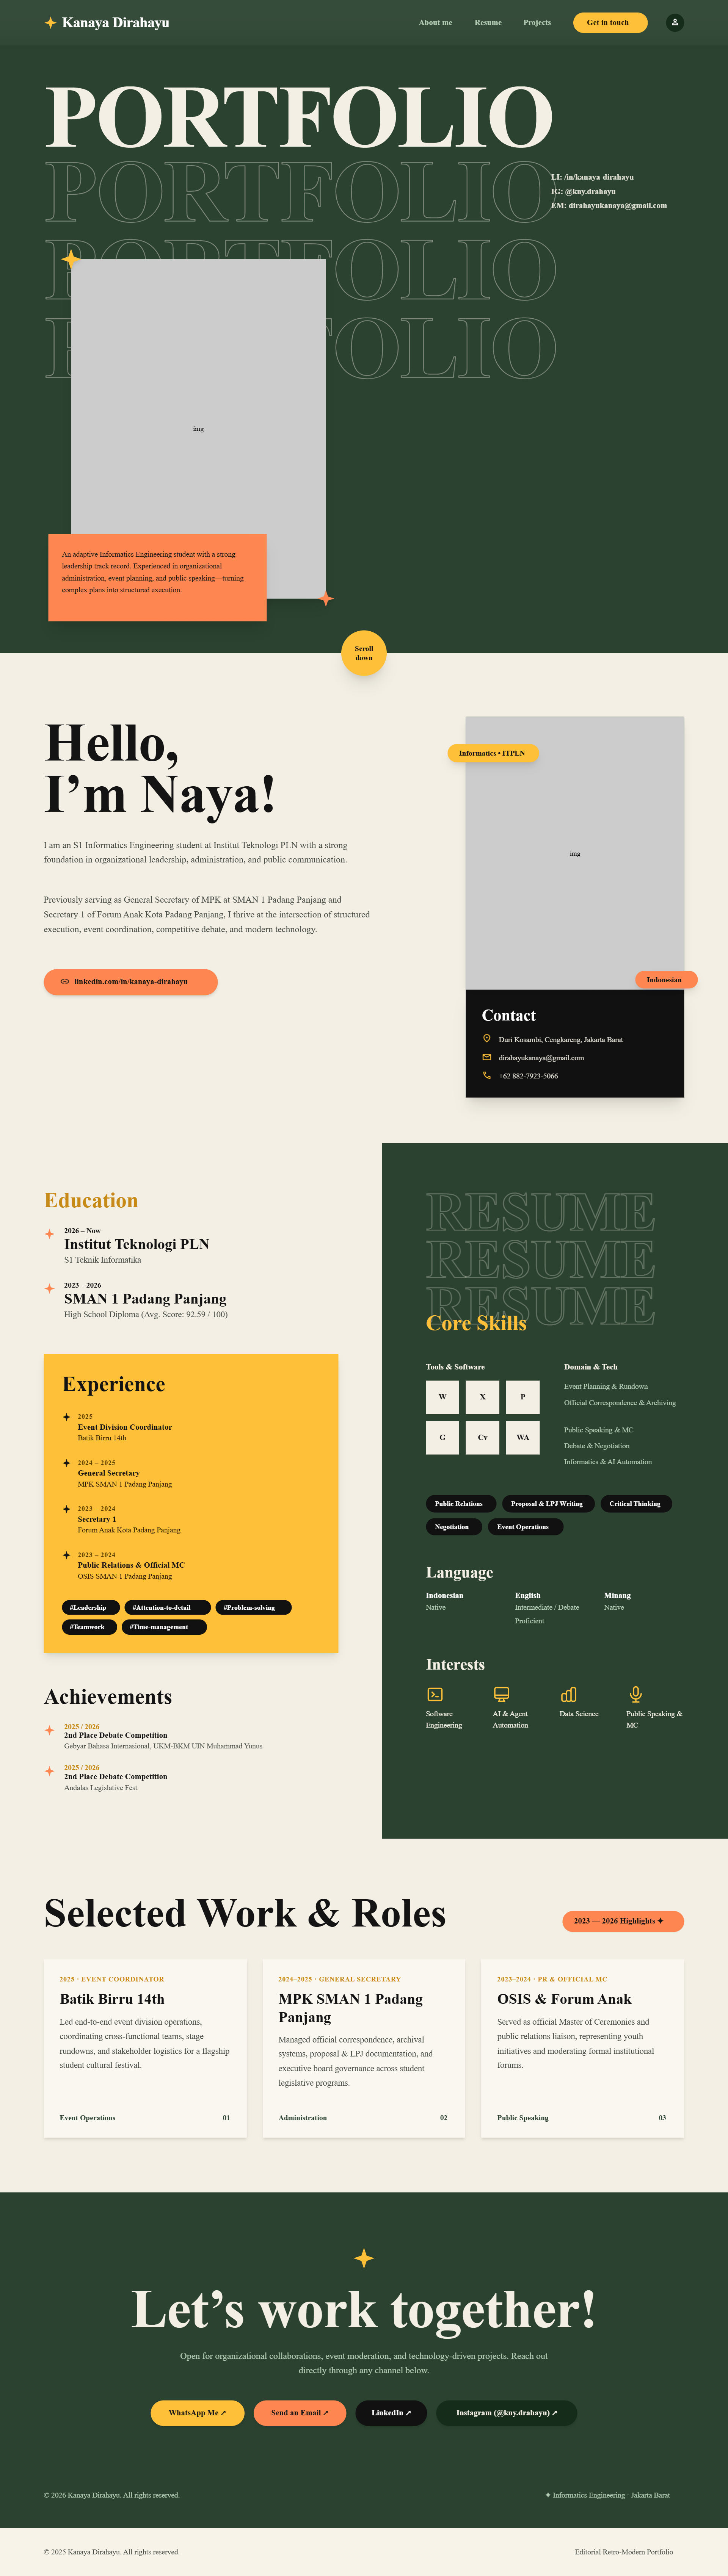 Kanaya Dirahayu
About me
Resume
Projects
Get in touch
PORTFOLIO
PORTFOLIO
PORTFOLIO
PORTFOLIO
LI: /in/kanaya-dirahayu
IG: @kny.drahayu
EM: dirahayukanaya@gmail.com
img
An adaptive Informatics Engineering student with a strong
leadership track record. Experienced in organizational
administration, event planning, and public speaking—turning
complex plans into structured execution.
Scroll
down
Hello,
I’m Naya!
I am an S1 Informatics Engineering student at Institut Teknologi PLN with a strong
foundation in organizational leadership, administration, and public communication.
Previously serving as General Secretary of MPK at SMAN 1 Padang Panjang and
Secretary 1 of Forum Anak Kota Padang Panjang, I thrive at the intersection of structured
execution, event coordination, competitive debate, and modern technology.
linkedin.com/in/kanaya-dirahayu
Informatics • ITPLN
img
Indonesian
Contact
Duri Kosambi, Cengkareng, Jakarta Barat
dirahayukanaya@gmail.com
+62 882-7923-5066
Education
2026 – Now
Institut Teknologi PLN
S1 Teknik Informatika
2023 – 2026
SMAN 1 Padang Panjang
High School Diploma (Avg. Score: 92.59 / 100)
Experience
2025
Event Division Coordinator
Batik Birru 14th
2024 – 2025
General Secretary
MPK SMAN 1 Padang Panjang
2023 – 2024
Secretary 1
Forum Anak Kota Padang Panjang
2023 – 2024
Public Relations & Official MC
OSIS SMAN 1 Padang Panjang
#Leadership
#Attention-to-detail
#Problem-solving
#Teamwork
#Time-management
Achievements
2025 / 2026
2nd Place Debate Competition
Gebyar Bahasa Internasional, UKM-BKM UIN Muhammad Yunus
2025 / 2026
2nd Place Debate Competition
Andalas Legislative Fest
RESUME
RESUME
RESUME
Core Skills
Tools & Software
W
X
P
G
Cv
WA
Domain & Tech
Event Planning & Rundown
Official Correspondence & Archiving
Public Speaking & MC
Debate & Negotiation
Informatics & AI Automation
Public Relations
Proposal & LPJ Writing
Critical Thinking
Negotiation
Event Operations
Language
Indonesian
Native
English
Intermediate / Debate
Proficient
Minang
Native
Interests
Software
Engineering
AI & Agent
Automation
Data Science
Public Speaking &
MC
Selected Work & Roles
2023 — 2026 Highlights ✦
2025 · EVENT COORDINATOR
Batik Birru 14th
Led end-to-end event division operations,
coordinating cross-functional teams, stage
rundowns, and stakeholder logistics for a flagship
student cultural festival.
Event Operations
01
2024–2025 · GENERAL SECRETARY
MPK SMAN 1 Padang
Panjang
Managed official correspondence, archival
systems, proposal & LPJ documentation, and
executive board governance across student
legislative programs.
Administration
02
2023–2024 · PR & OFFICIAL MC
OSIS & Forum Anak
Served as official Master of Ceremonies and
public relations liaison, representing youth
initiatives and moderating formal institutional
forums.
Public Speaking
03
Let’s work together!
Open for organizational collaborations, event moderation, and technology-driven projects. Reach out
directly through any channel below.
WhatsApp Me ↗
Send an Email ↗
LinkedIn ↗
Instagram (@kny.drahayu) ↗
© 2026 Kanaya Dirahayu. All rights reserved.
✦ Informatics Engineering · Jakarta Barat
© 2025 Kanaya Dirahayu. All rights reserved.
Editorial Retro-Modern Portfolio